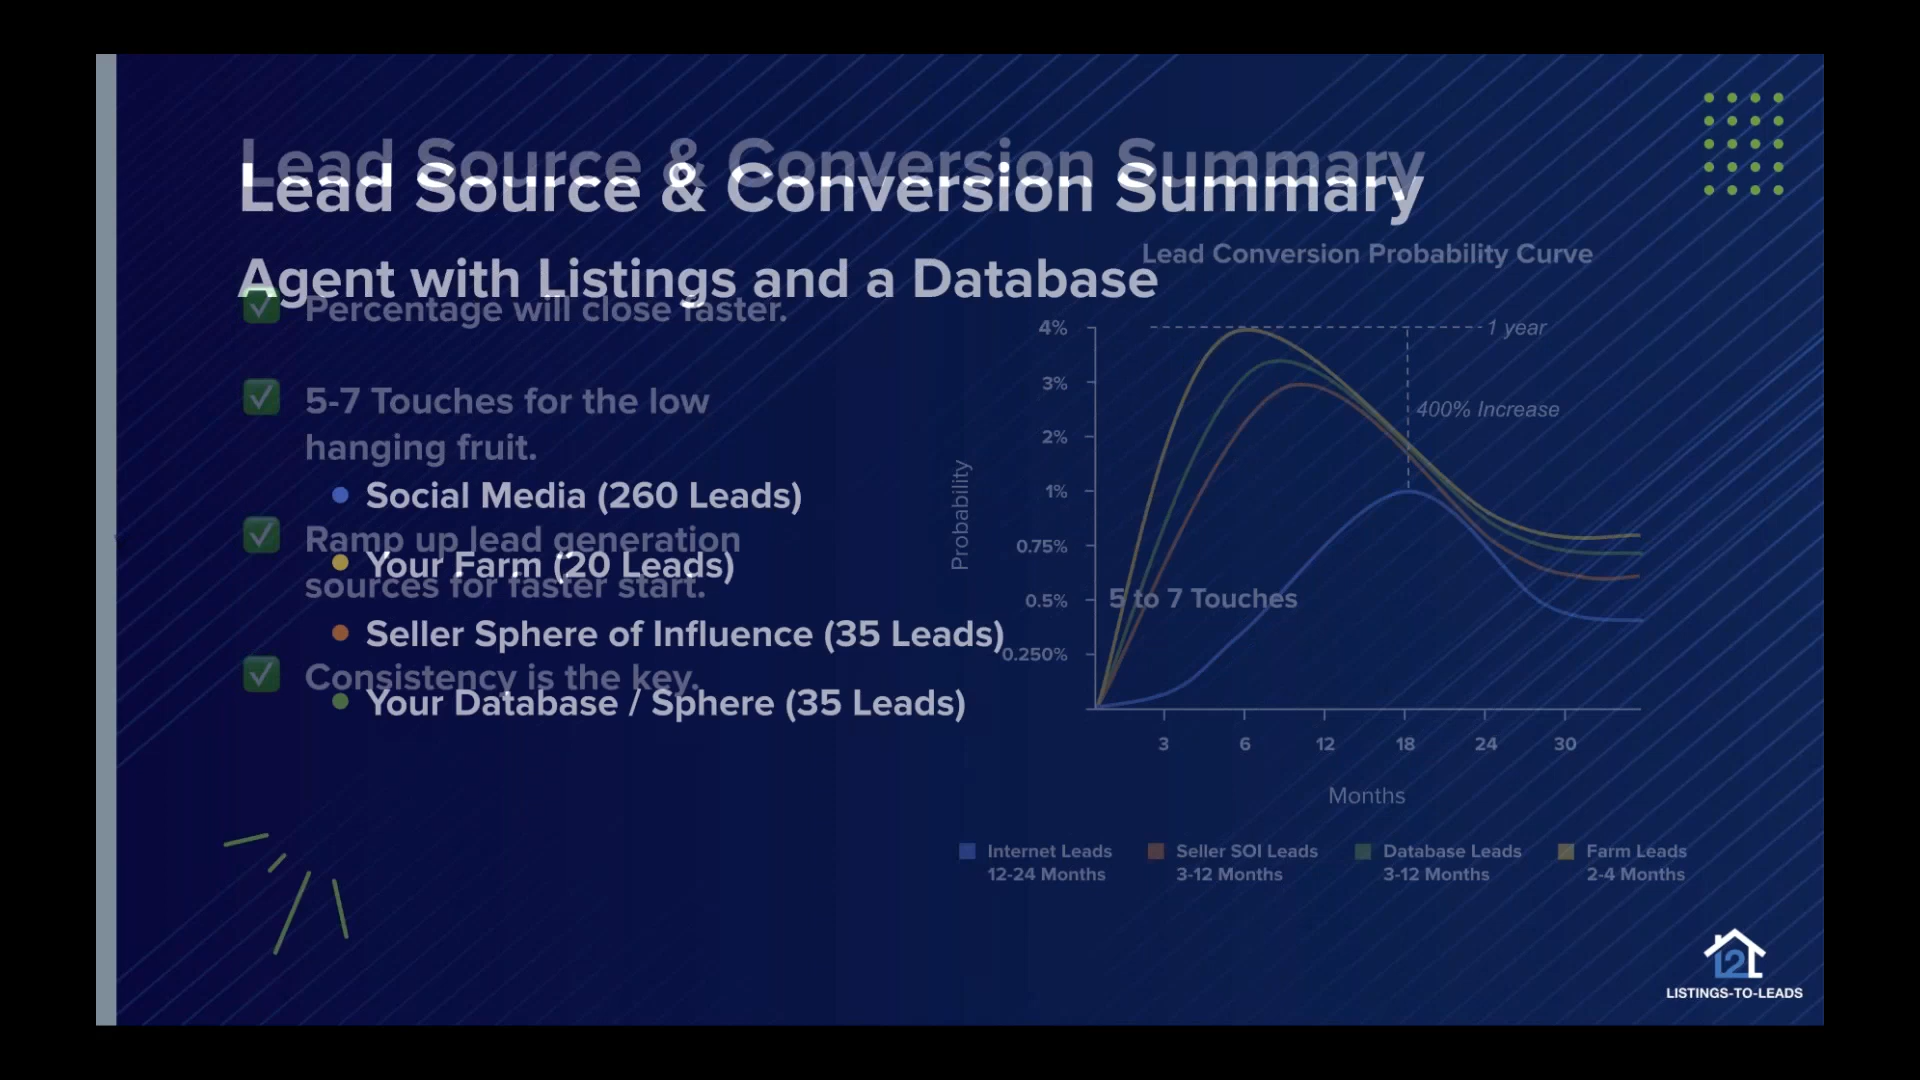 Lead Source & Conversion Summary
Lead Source & Conversion Summary
Agent with Listings and a Database
Percentage will close faster.
5-7 Touches for the low
hanging fruit.
Social Media (260 Leads)
Ramp up lead generation
Your Farm (20 Leads)
sources for faster start.
Seller Sphere of Influence (35 Leads)
Consistency is the key.
Your Database / Sphere (35 Leads)
Lead Conversion Probability Curve
4%
3%
2%
1%
0.75%
0.5%
0.250%
Probability
1 year
400% Increase
5 to 7 Touches
3 6 12 18 24 30
Months
Internet Leads
12-24 Months
Seller SOI Leads
3-12 Months
Database Leads
3-12 Months
Farm Leads
2-4 Months
L2L
LISTINGS-TO-LEADS